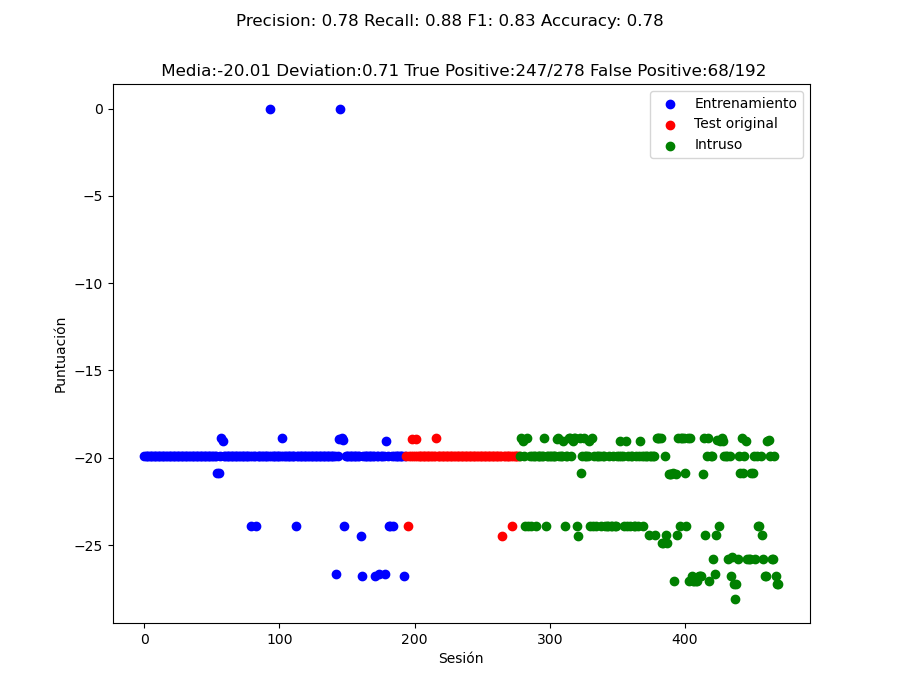 Precision: 0.78 Recall: 0.88 F1: 0.83 Accuracy: 0.78
Media:-20.01 Deviation:0.71 True Positive:247/278 False Positive:68/192
Entrenamiento
Test original
Intruso
0
−5
−10
−15
−20
−25
Puntuación
0
100
200
300
400
Sesión